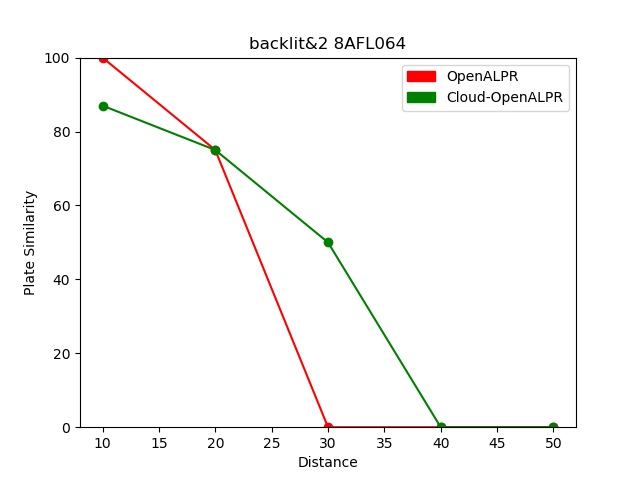 backlit&2 8AFL064
OpenALPR
Cloud-OpenALPR
100
80
60
40
20
0
Plate Similarity
10 15 20 25 30 35 40 45 50
Distance